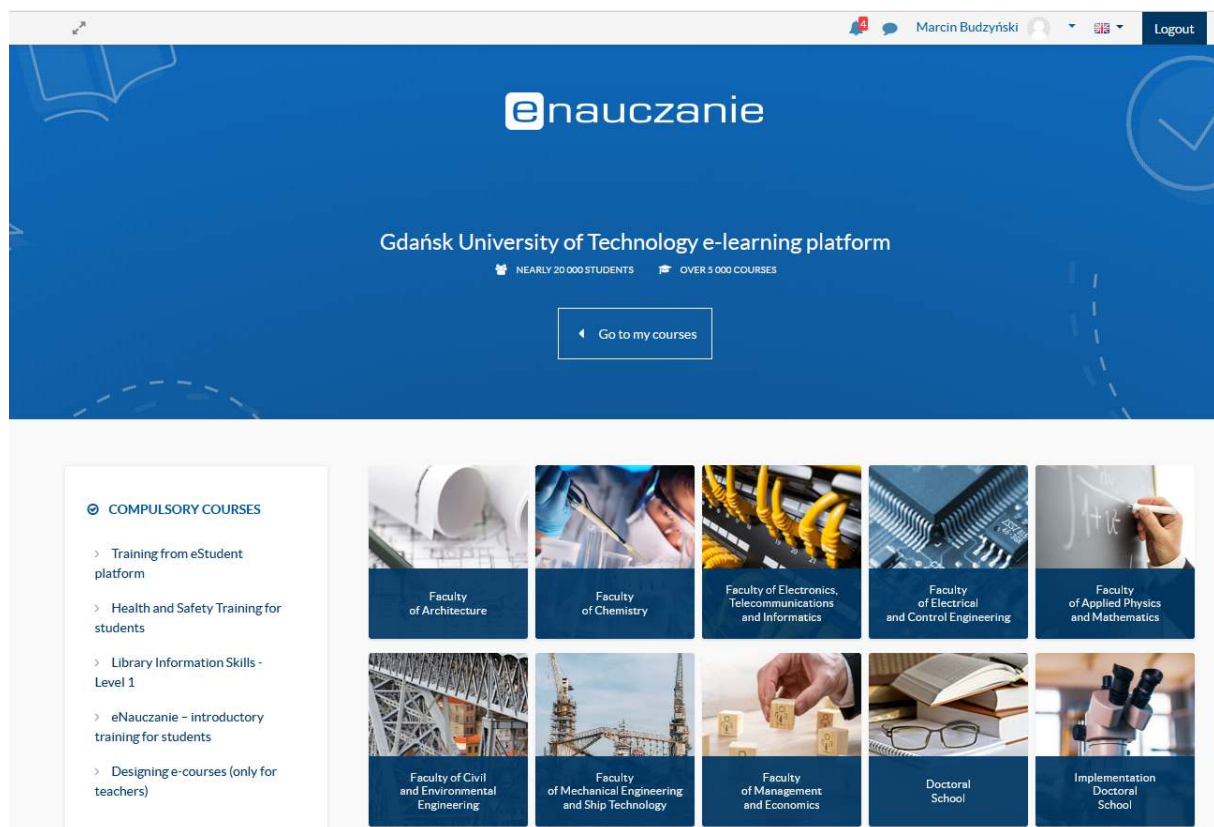 4
Marcin Budzyński
Logout
enauczanie
Gdańsk University of Technology e-learning platform
NEARLY 20 000 STUDENTS OVER 5 000 COURSES
Go to my courses
COMPULSORY COURSES
> Training from eStudent
platform
> Health and Safety Training for
students
> Library Information Skills -
Level 1
> eNauczanie – introductory
training for students
> Designing e-courses (only for
teachers)
Faculty
of Architecture
Faculty
of Chemistry
Faculty of Electronics,
Telecommunications
and Informatics
Faculty
of Electrical
and Control Engineering
Faculty
of Applied Physics
and Mathematics
Faculty of Civil
and Environmental
Engineering
Faculty
of Mechanical Engineering
and Ship Technology
Faculty
of Management
and Economics
Doctoral
School
Implementation
Doctoral
School